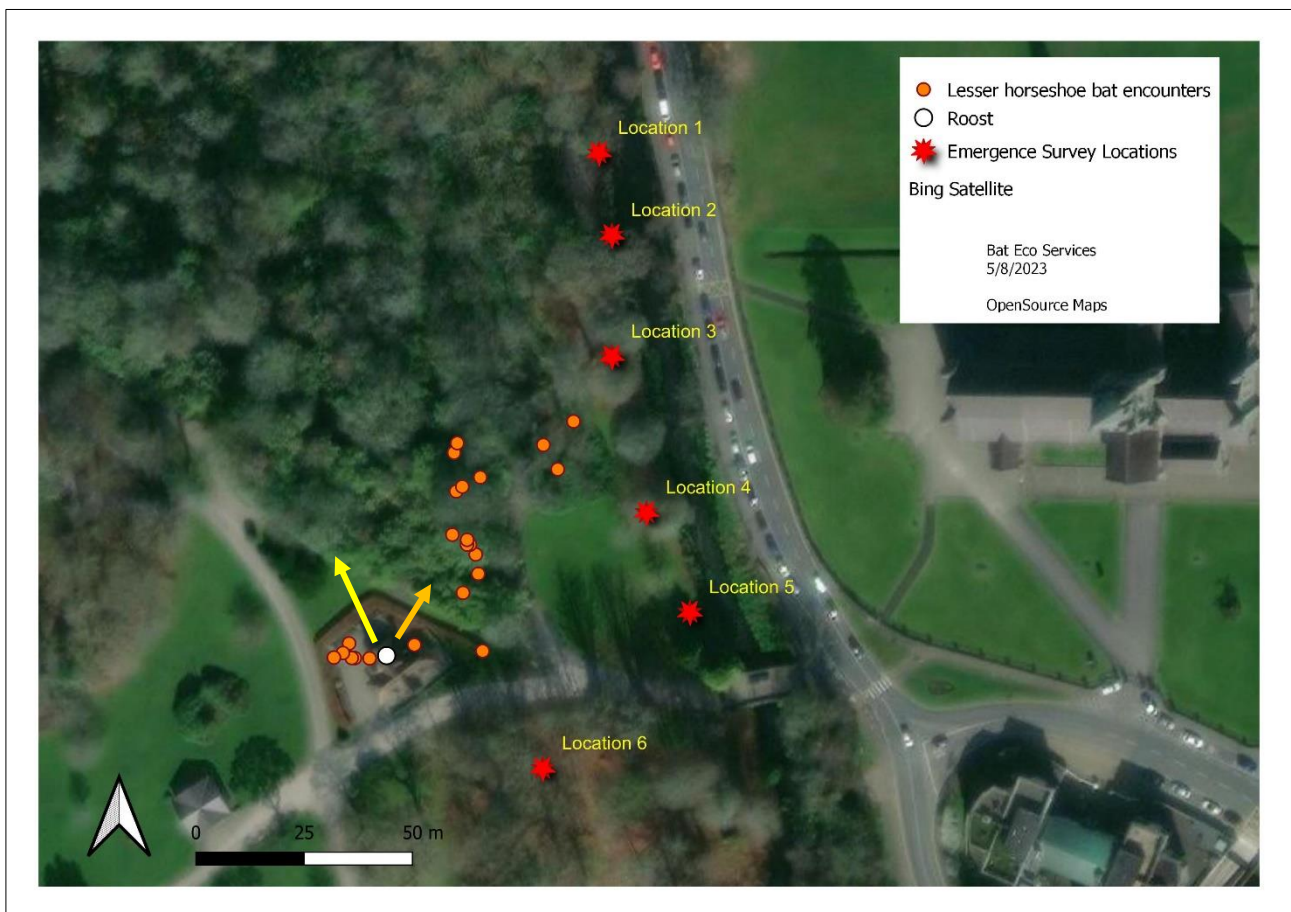 Lesser horseshoe bat encounters
Roost
Emergence Survey Locations
Bing Satellite
Bat Eco Services
5/8/2023
OpenSource Maps
Location 1
Location 2
Location 3
Location 4
Location 5
Location 6
0 25 50 m